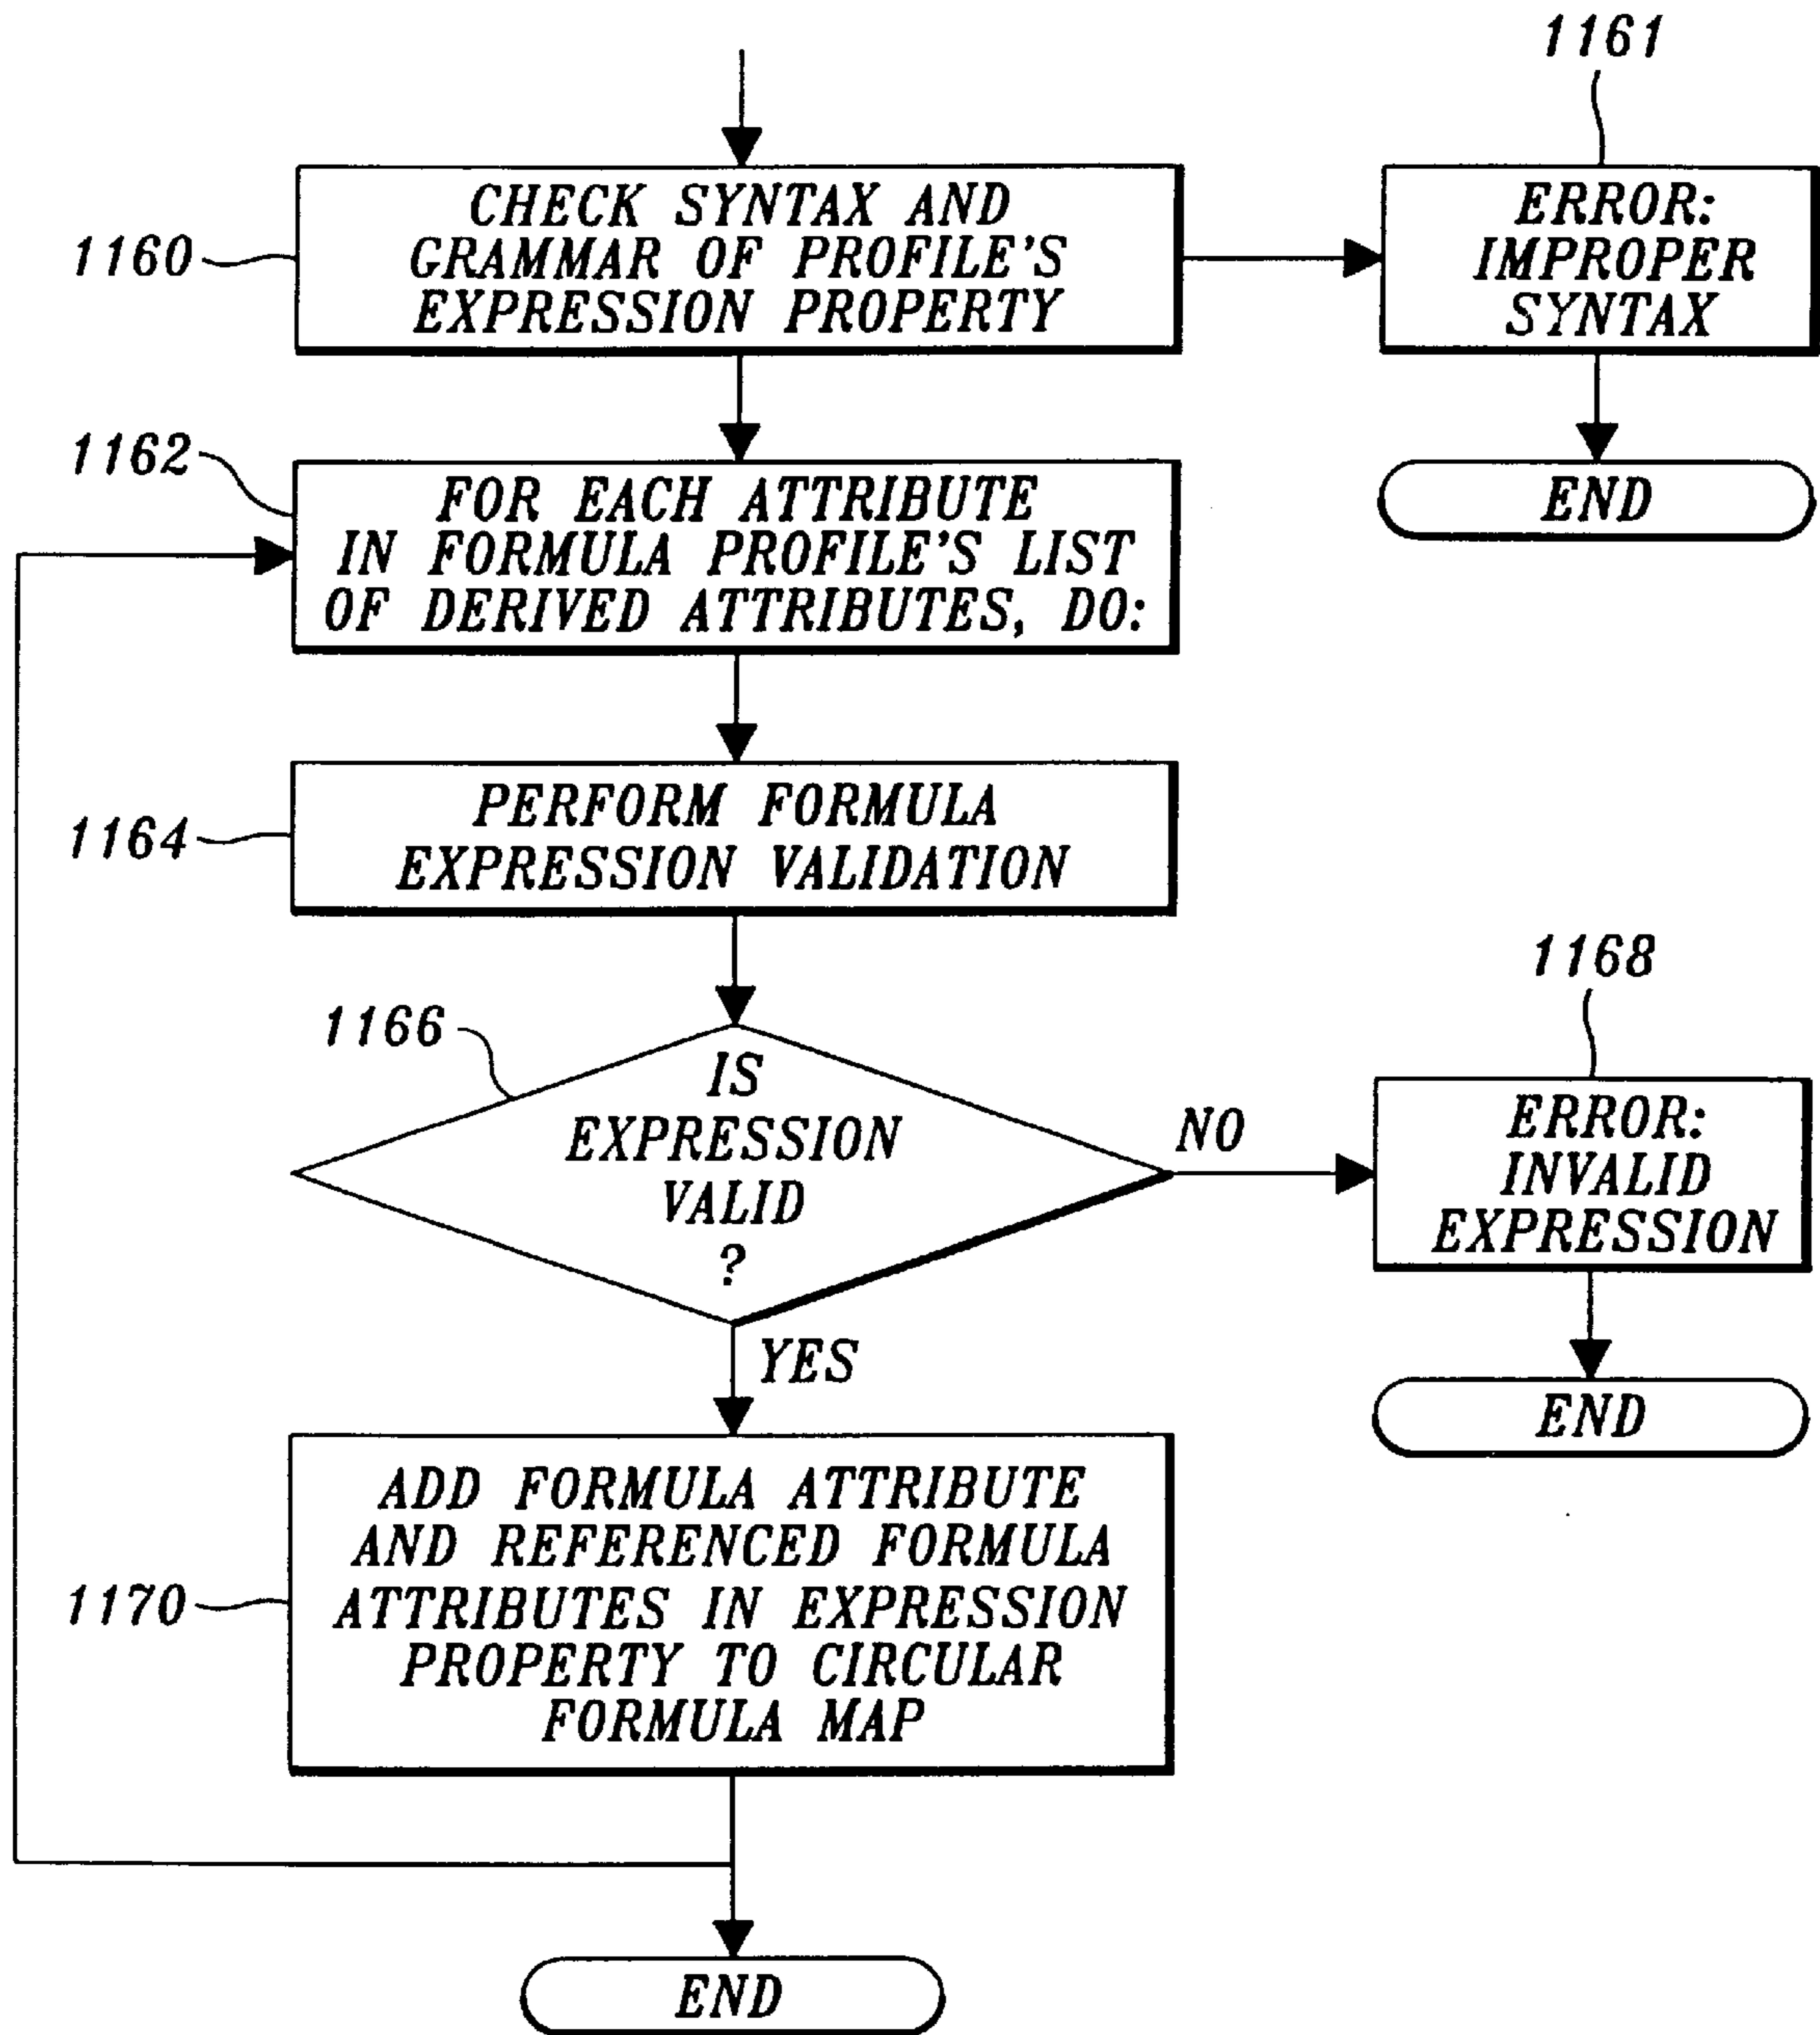 1161
CHECK SYNTAX AND
GRAMMAR OF PROFILE'S
EXPRESSION PROPERTY
1160
ERROR:
IMPROPER
SYNTAX
END
1162
FOR EACH ATTRIBUTE
IN FORMULA PROFILE'S LIST
OF DERIVED ATTRIBUTES, DO:
1164
PERFORM FORMULA
EXPRESSION VALIDATION
1166
IS
EXPRESSION
VALID
?
NO
1168
ERROR:
INVALID
EXPRESSION
END
YES
1170
ADD FORMULA ATTRIBUTE
AND REFERENCED FORMULA
ATTRIBUTES IN EXPRESSION
PROPERTY TO CIRCULAR
FORMULA MAP
END